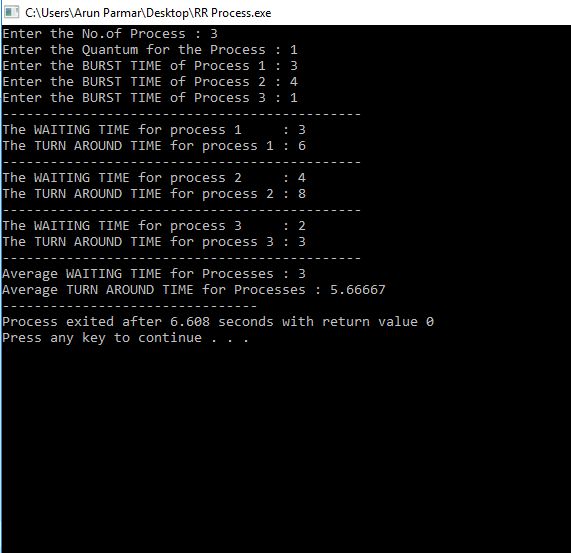 C:\Users\Arun Parmar\Desktop\RR Process.exe
Enter the No.of Process : 3
Enter the Quantum for the Process : 1
Enter the BURST TIME of Process 1 : 3
Enter the BURST TIME of Process 2 : 4
Enter the BURST TIME of Process 3 : 1
---------------------------------------------
The WAITING TIME for process 1     : 3
The TURN AROUND TIME for process 1 : 6
---------------------------------------------
The WAITING TIME for process 2     : 4
The TURN AROUND TIME for process 2 : 8
---------------------------------------------
The WAITING TIME for process 3     : 2
The TURN AROUND TIME for process 3 : 3
---------------------------------------------
Average WAITING TIME for Processes : 3
Average TURN AROUND TIME for Processes : 5.66667
--------------------------------
Process exited after 6.608 seconds with return value 0
Press any key to continue . . .